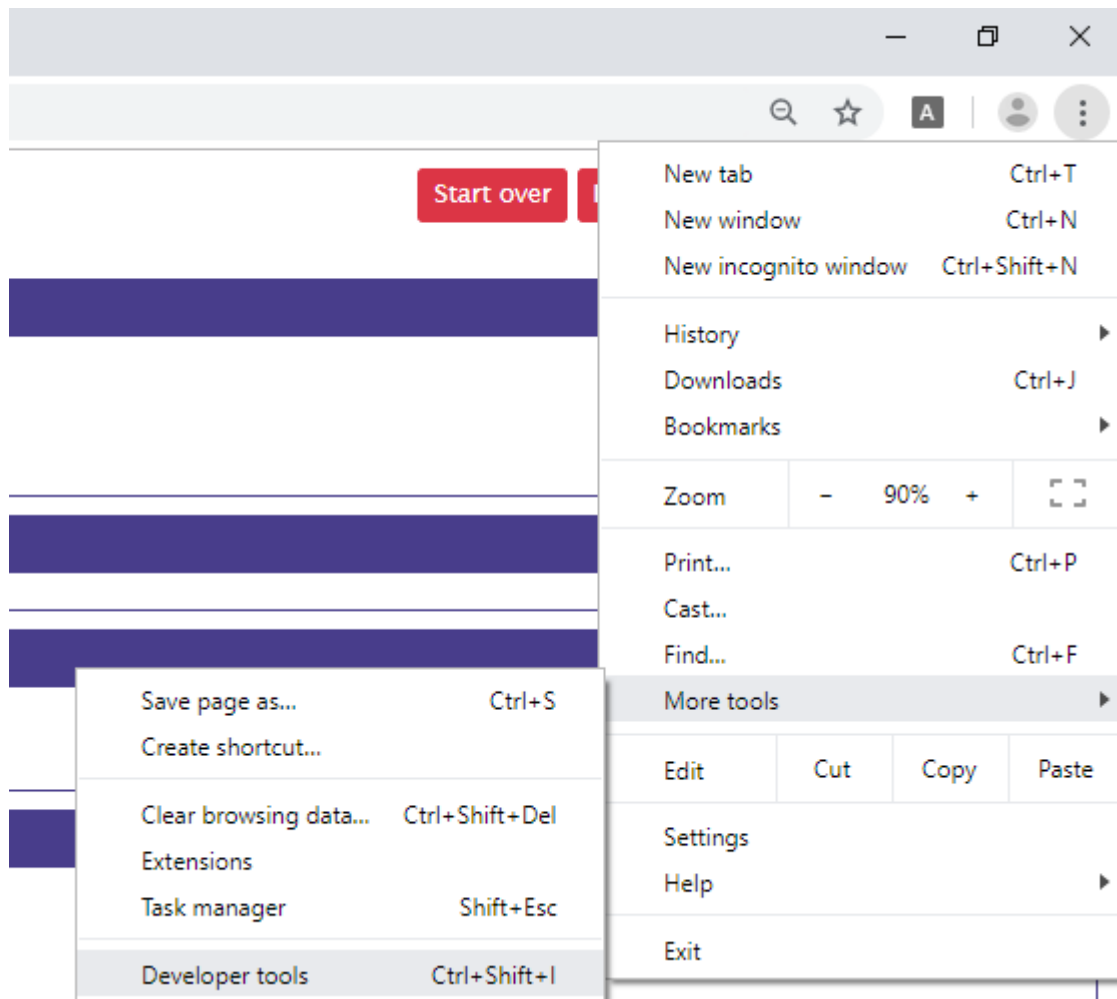 A
Start over
New tab Ctrl+T
New window Ctrl+N
New incognito window Ctrl+Shift+N
History
Downloads Ctrl+J
Bookmarks
Zoom - 90% +
Print... Ctrl+P
Cast...
Find... Ctrl+F
More tools
Edit Cut Copy Paste
Settings
Help
Exit
Save page as... Ctrl+S
Create shortcut...
Clear browsing data... Ctrl+Shift+Del
Extensions
Task manager Shift+Esc
Developer tools Ctrl+Shift+I